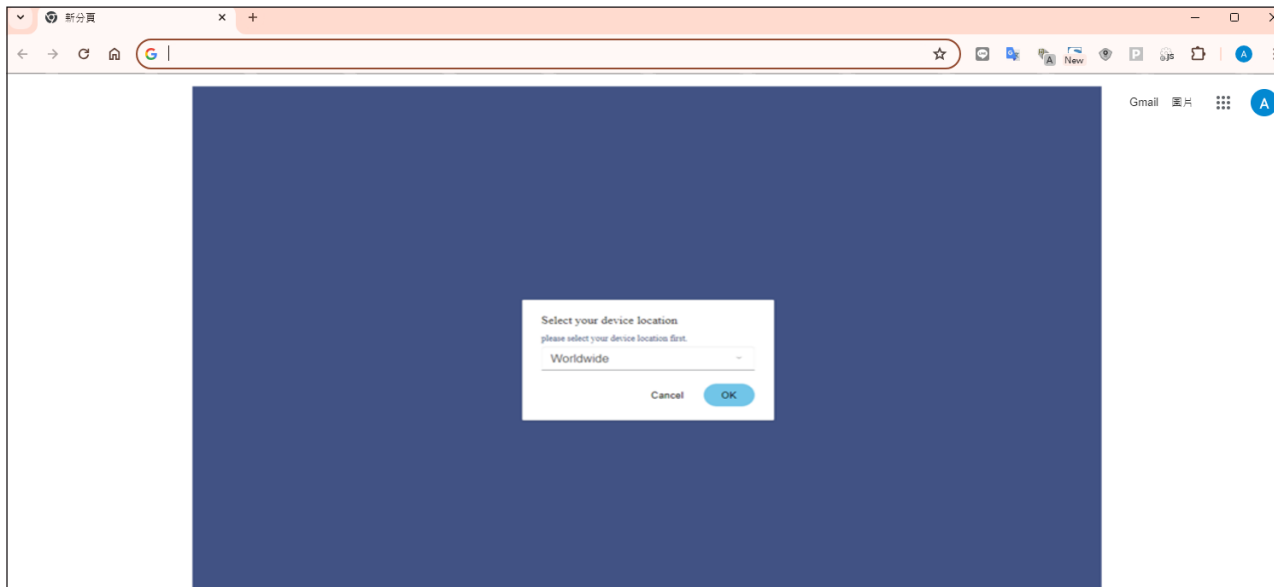 新分頁
New
Gmail 圖片
A
Select your device location
please select your device location first.
Worldwide
Cancel OK